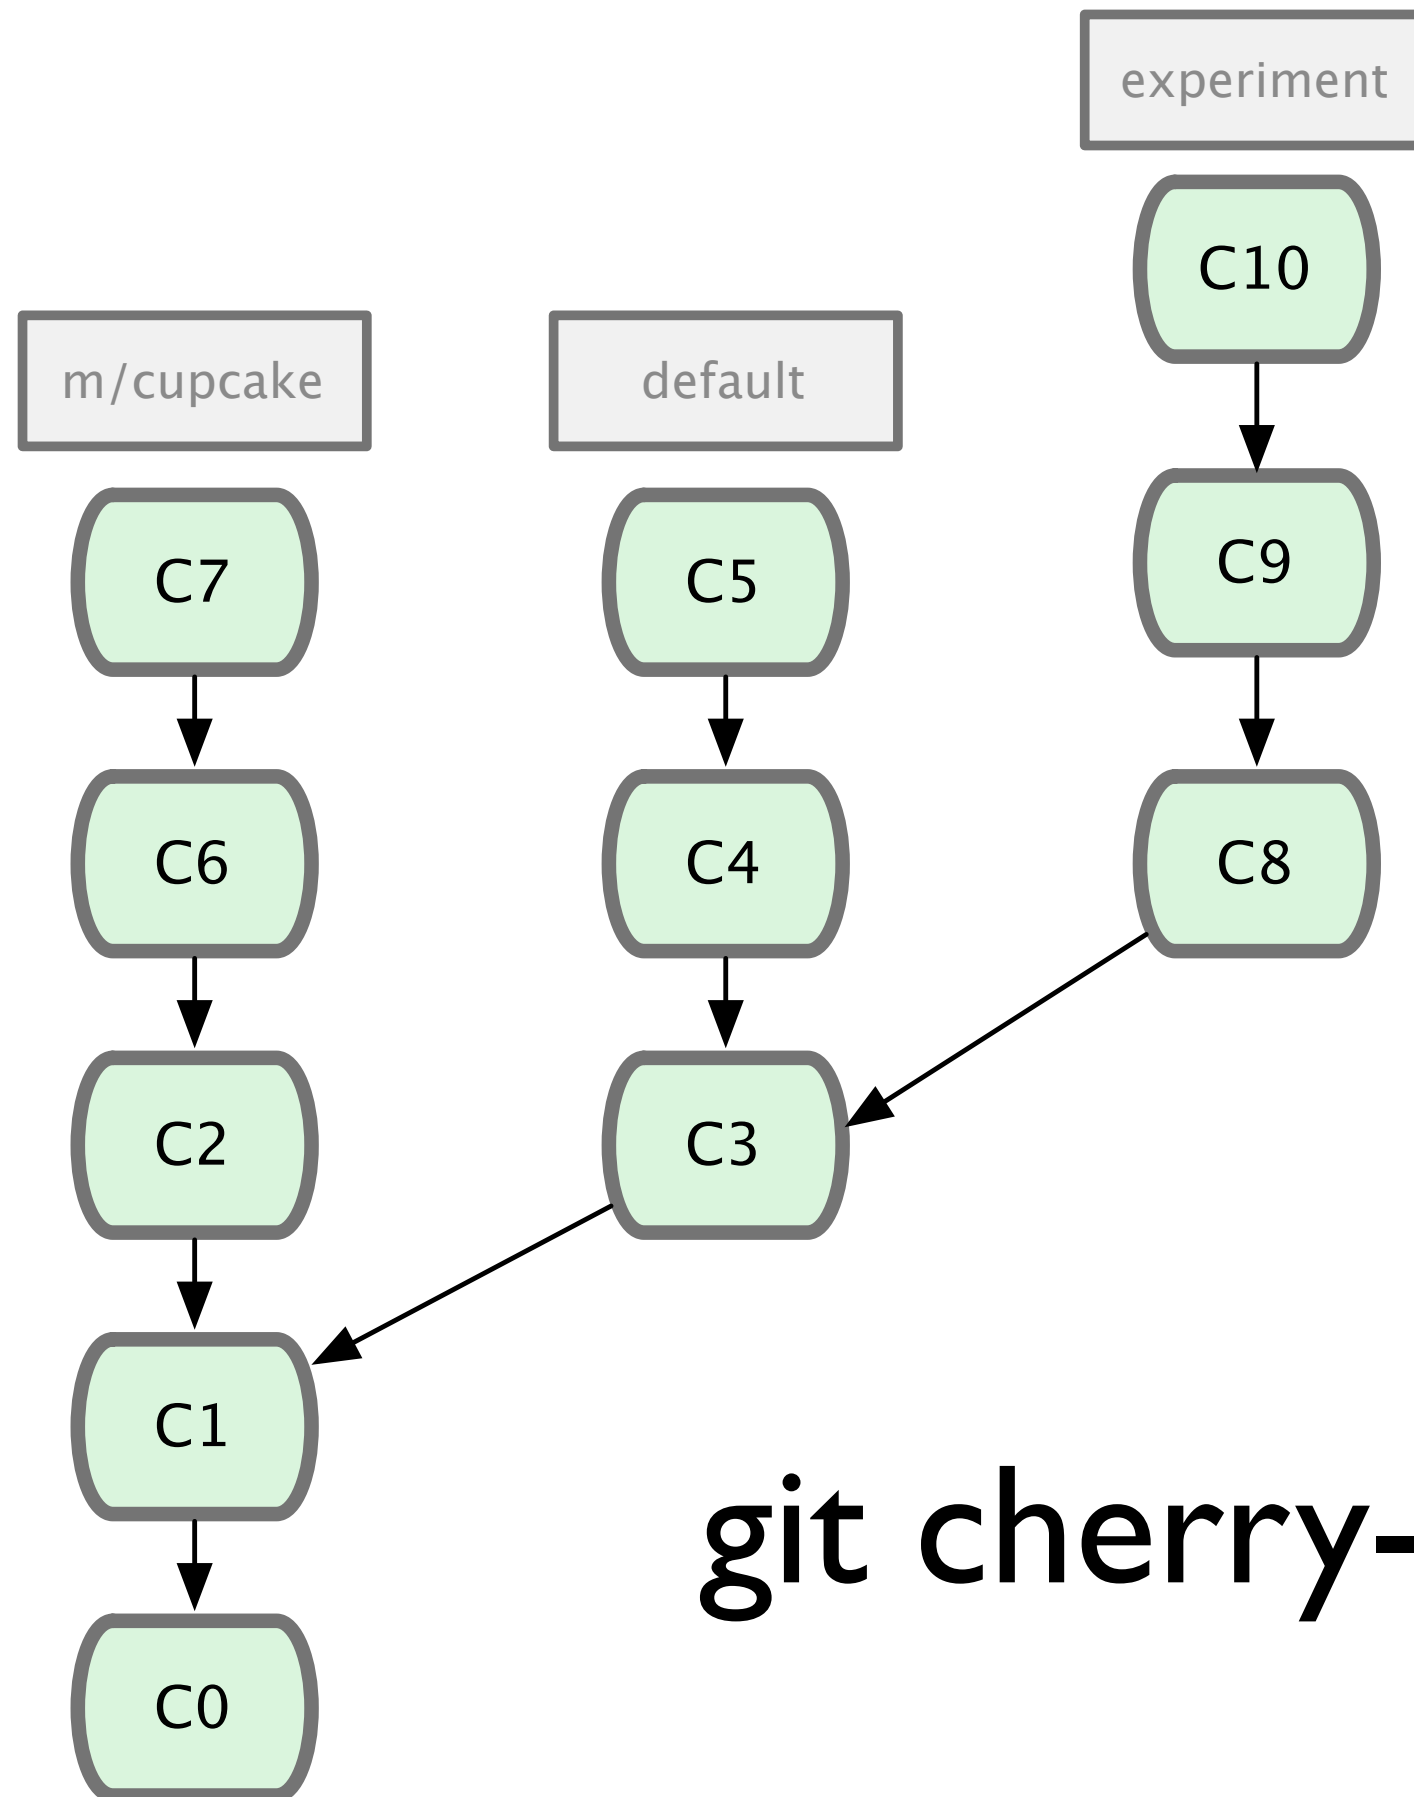 experiment
C10
m/cupcake
default
C7
C5
C9
C6
C4
C8
C2
C3
C1
git cherry-
C0